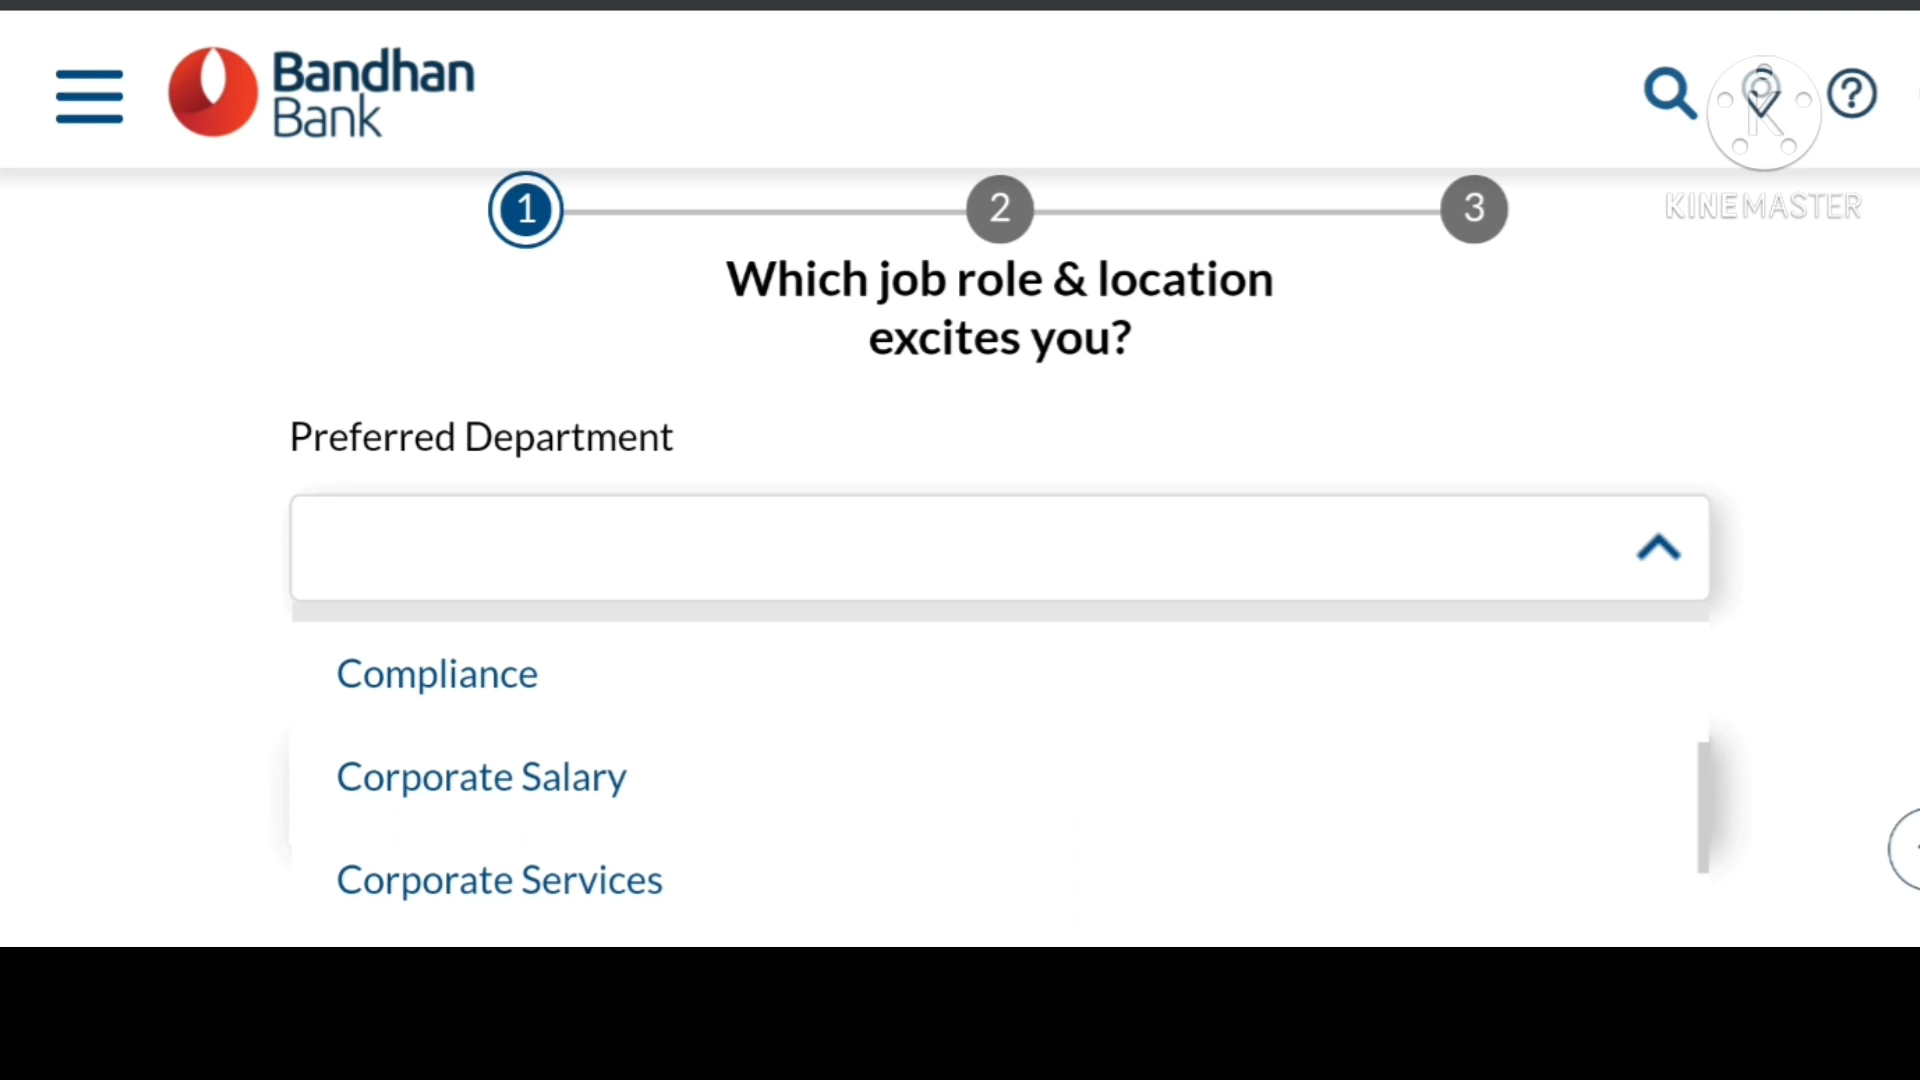 Bandhan
Bank
KINEMASTER
1
2
3
Which job role & location
excites you?
Preferred Department
Compliance
Corporate Salary
Corporate Services